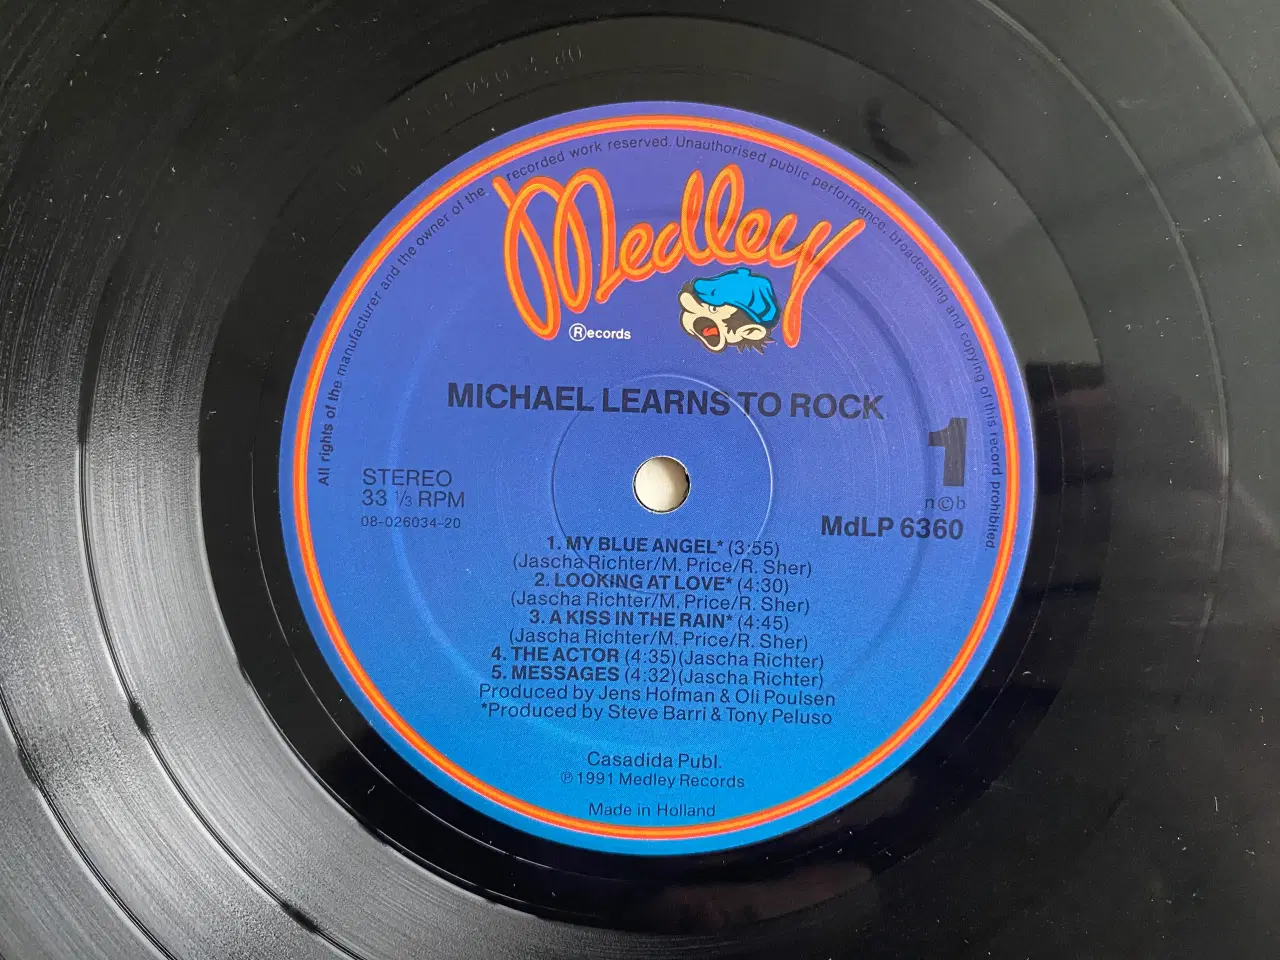 All rights of the manufacturer and the owner of the recorded work reserved. Unauthorised public performance, broadcasting and copying of this record prohibited
Medley
Ⓡecords
MICHAEL LEARNS TO ROCK
1
STEREO
33 1/3 RPM
08-026034-20
n©b
MdLP 6360
1. MY BLUE ANGEL* (3:55)
(Jascha Richter/M. Price/R. Sher)
2. LOOKING AT LOVE* (4:30)
(Jascha Richter/M. Price/R. Sher)
3. A KISS IN THE RAIN* (4:45)
(Jascha Richter/M. Price/R. Sher)
4. THE ACTOR (4:35)(Jascha Richter)
5. MESSAGES (4:32)(Jascha Richter)
Produced by Jens Hofman & Oli Poulsen
*Produced by Steve Barri & Tony Peluso
Casadida Publ.
℗ 1991 Medley Records
Made in Holland